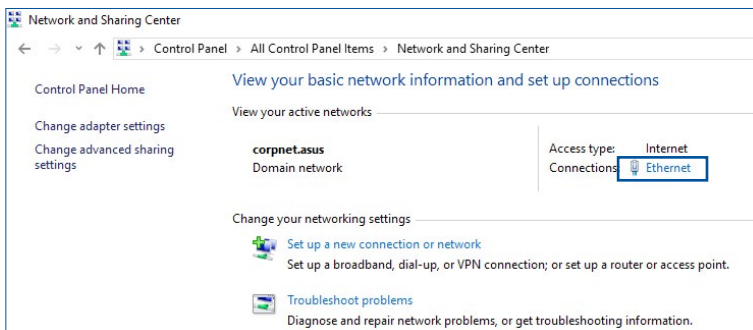 Network and Sharing Center
Control Panel > All Control Panel Items > Network and Sharing Center
Control Panel Home
Change adapter settings
Change advanced sharing
settings
View your basic network information and set up connections
View your active networks
corpnet.asus
Domain network
Access type: Internet
Connections: Ethernet
Change your networking settings
Set up a new connection or network
Set up a broadband, dial-up, or VPN connection; or set up a router or access point.
Troubleshoot problems
Diagnose and repair network problems, or get troubleshooting information.